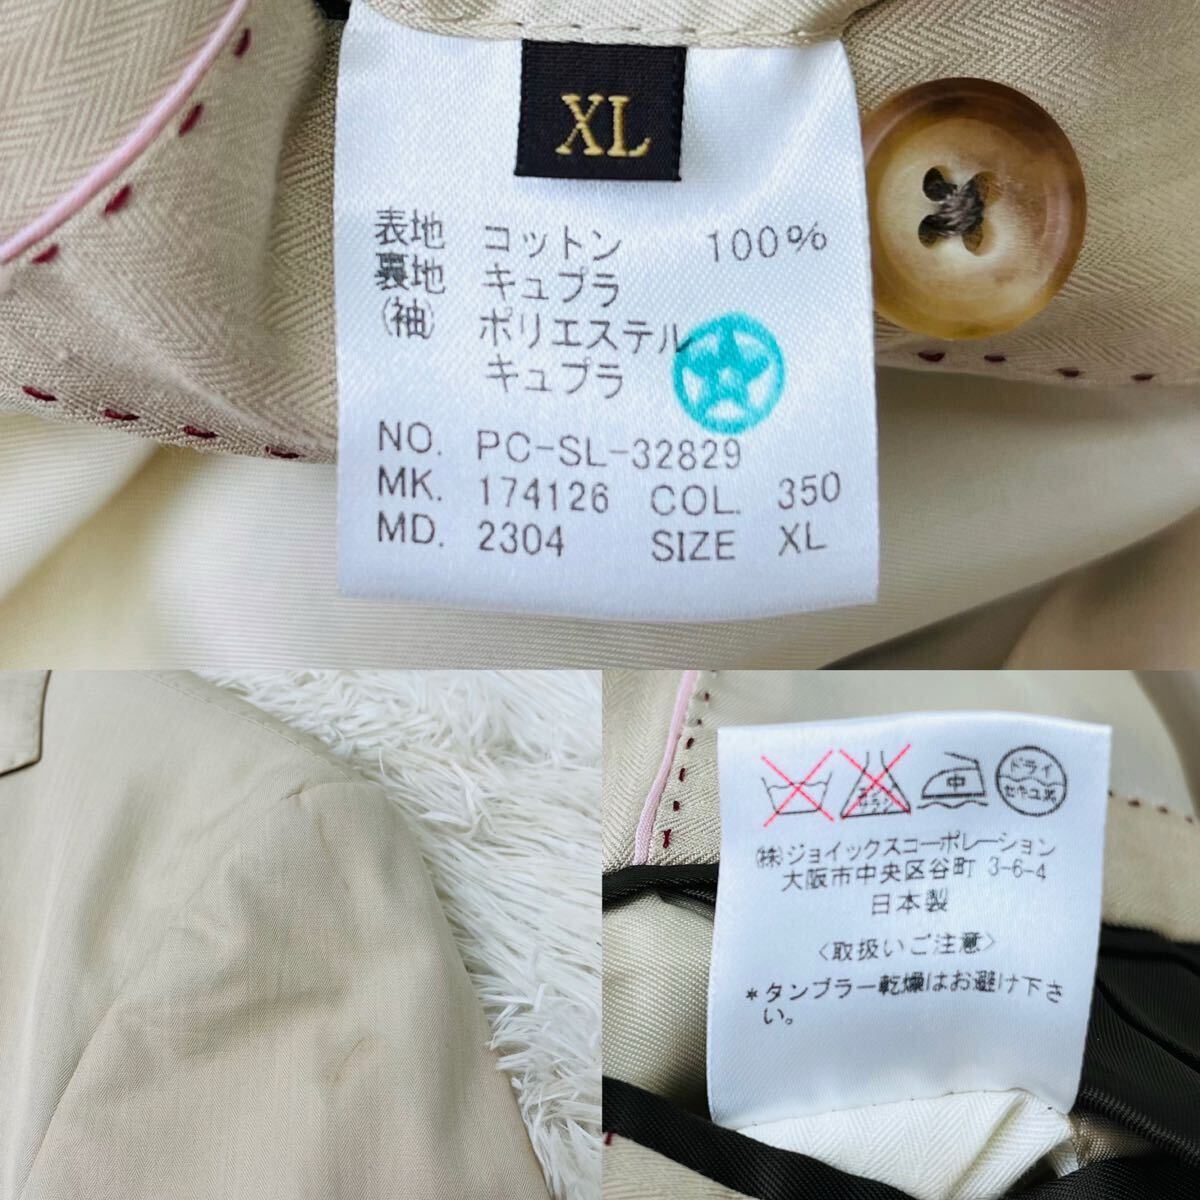 XL
表地 コットン 100%
裏地 キュプラ
(袖) ポリエステル
キュプラ
NO. PC-SL-32829
MK. 174126 COL. 350
MD. 2304 SIZE XL
中 ドライ
セキユ系
(株)ジョイックスコーポレーション
大阪市中央区谷町 3-6-4
日本製
〈取扱いご注意〉
*タンブラー乾燥はお避け下さ
い。